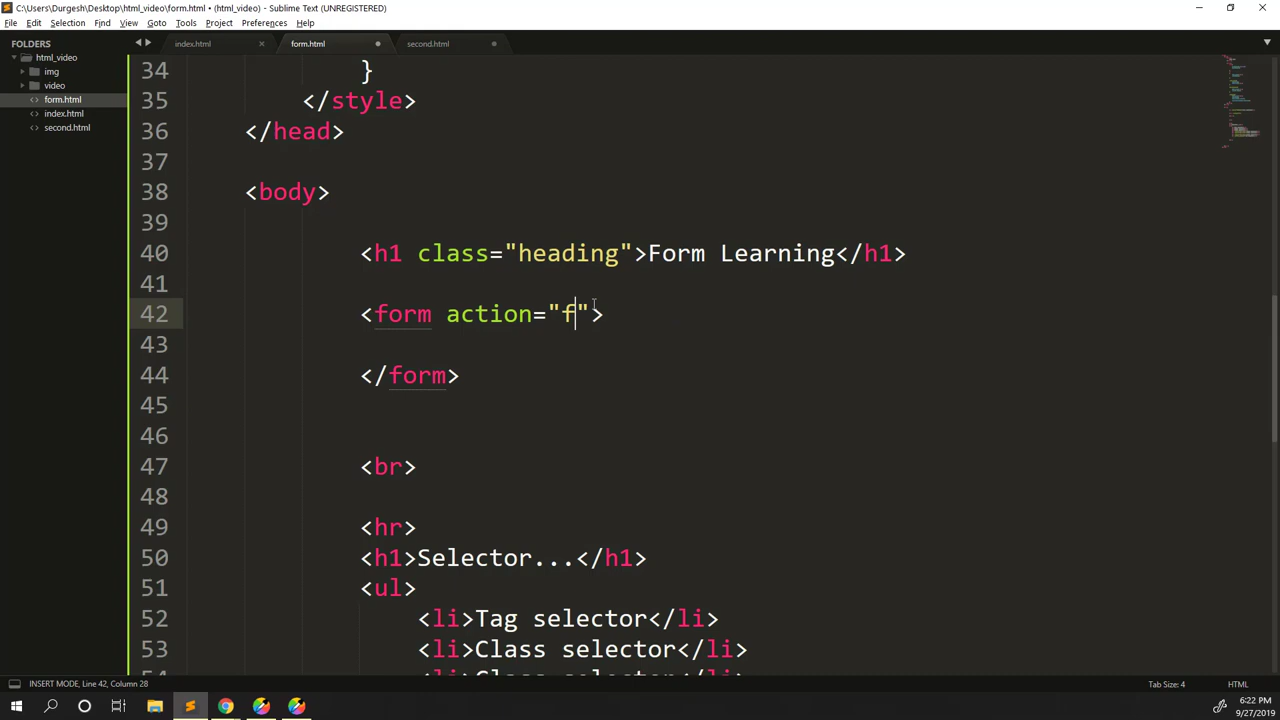 C:\Users\Durgesh\Desktop\html_video\form.html • (html_video) - Sublime Text (UNREGISTERED)
File Edit Selection Find View Goto Tools Project Preferences Help
FOLDERS
html_video
img
video
form.html
index.html
second.html
index.html form.html second.html
34 }
35 </style>
36 </head>
37
38 <body>
39
40 <h1 class="heading">Form Learning</h1>
41
42 <form action="f">
43
44 </form>
45
46
47 <br>
48
49 <hr>
50 <h1>Selector...</h1>
51 <ul>
52 <li>Tag selector</li>
53 <li>Class selector</li>
54 <li>Class selector</li>
INSERT MODE, Line 42, Column 28
Tab Size: 4 HTML
6:22 PM
9/27/2019